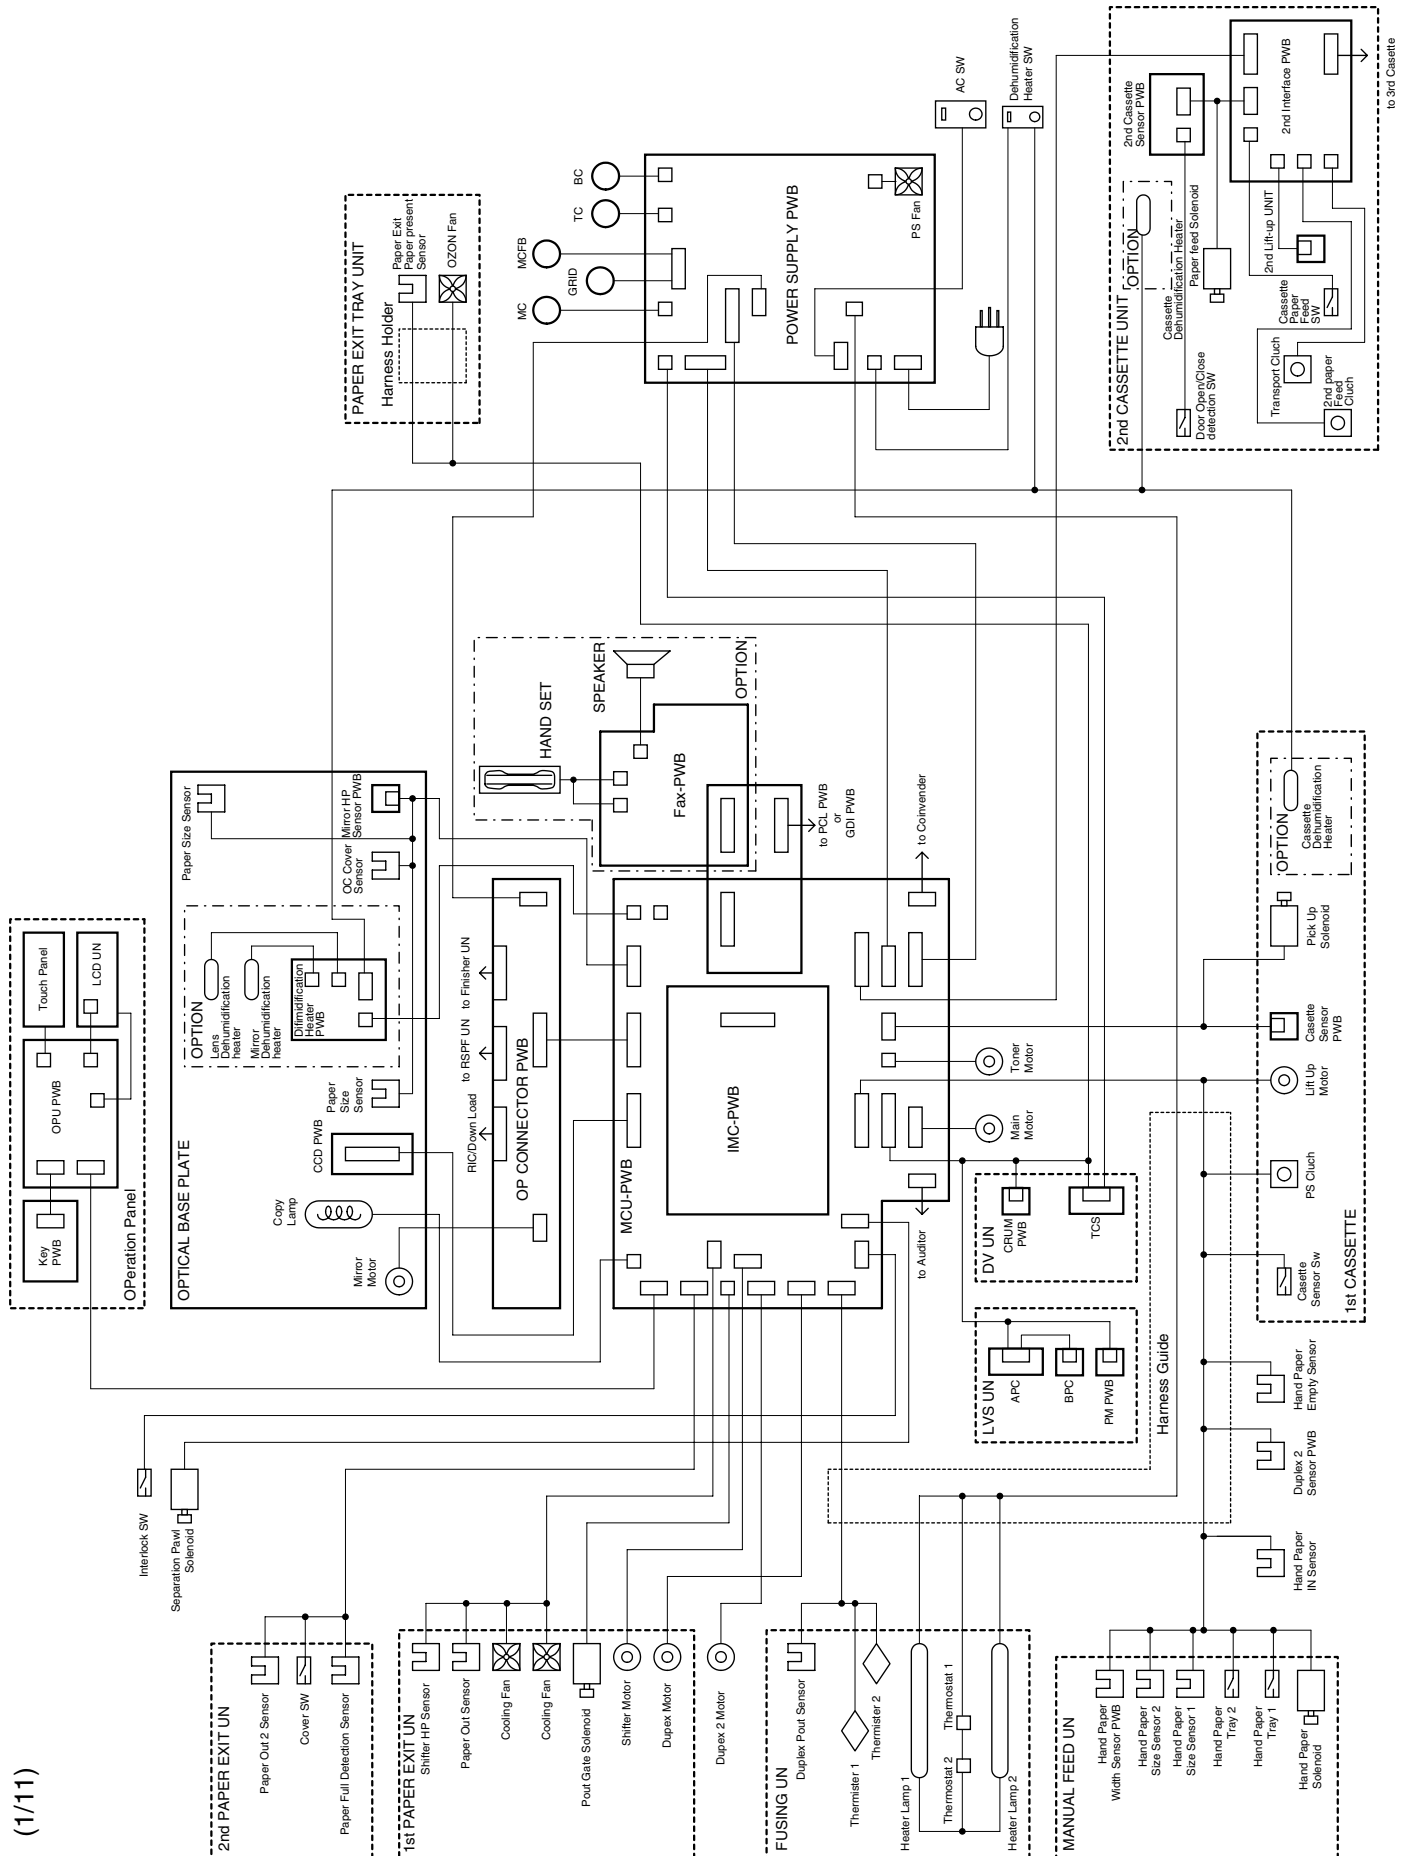 (1/11)
OPeration Panel
Touch Panel
LCD UN
OPU PWB
Key
PWB
OPTICAL BASE PLATE
Paper Size Sensor
Mirror HP
Sensor PWB
OC Cover
Sensor
OPTION
Lens
Dehumidification
heater
Mirror
Dehumidification
heater
Difimidification
Heater
PWB
Paper
Size
Sensor
CCD PWB
Copy
Lamp
Mirror
Motor
PAPER EXIT TRAY UNIT
Harness Holder
Paper Exit
Paper present
Sensor
OZON Fan
MC
GRID
MCFB
TC
BC
POWER SUPPLY PWB
PS Fan
AC SW
Dehumidification
Heater SW
2nd CASSETTE UNIT
OPTION
Cassette
Dehumidification Heater
2nd Cassette
Sensor PWB
2nd Interface PWB
to 3rd Casette
Paper feed Solenoid
2nd Lift-up UNIT
Cassette
Paper
Feed
SW
Door Open/Close
detection SW
Transport Cluch
2nd paper
Feed
Cluch
HAND SET
SPEAKER
Fax-PWB
OPTION
to PCL PWB
or
GDI PWB
to Coinvender
OP CONNECTOR PWB
RIC/Down Load
to RSPF UN
to Finisher UN
MCU-PWB
IMC-PWB
to Auditor
Toner
Motor
Main
Motor
DV UN
CRUM
PWB
TCS
LVS UN
APC
BPC
PM PWB
Harness Guide
1st CASSETTE
OPTION
Cassette
Dehumidification
Heater
Pick Up
Solenoid
Casette
Sensor
PWB
Lift Up
Motor
PS Cluch
Casette
Sensor Sw
Hand Paper
Empty Sensor
Duplex 2
Sensor PWB
Hand Paper
IN Sensor
Interlock SW
Separation Pawl
Solenoid
2nd PAPER EXIT UN
Paper Out 2 Sensor
Cover SW
Paper Full Detection Sensor
1st PAPER EXIT UN
Shifter HP Sensor
Paper Out Sensor
Cooling Fan
Cooling Fan
Pout Gate Solenoid
Shifter Motor
Dupex Motor
Dupex 2 Motor
FUSING UN
Duplex Pout Sensor
Thermister 1
Thermister 2
Heater Lamp 1
Thermostat 2
Thermostat 1
Heater Lamp 2
MANUAL FEED UN
Hand Paper
Width Sensor PWB
Hand Paper
Size Sensor 2
Hand Paper
Size Sensor 1
Hand Paper
Tray 2
Hand Paper
Tray 1
Hand Paper
Solenoid